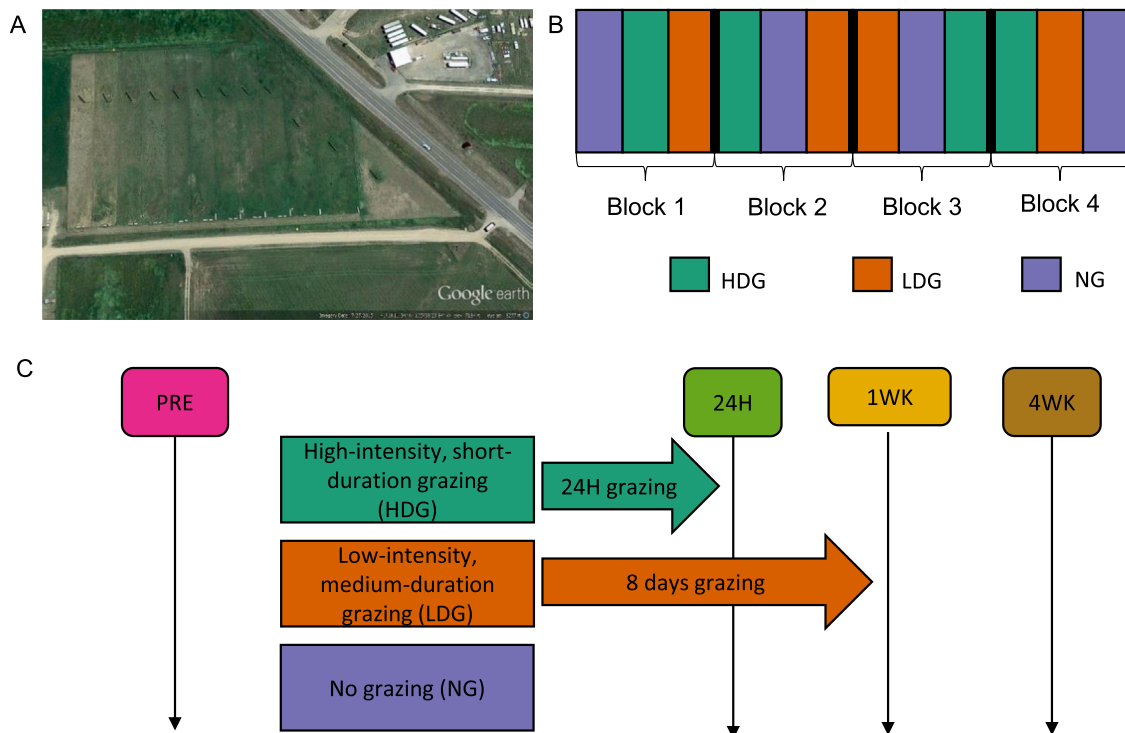 A
Google earth
B
Block 1
Block 2
Block 3
Block 4
HDG
LDG
NG
C
PRE
24H
1WK
4WK
High-intensity, short-
duration grazing
(HDG)
24H grazing
Low-intensity,
medium-duration
grazing (LDG)
8 days grazing
No grazing (NG)